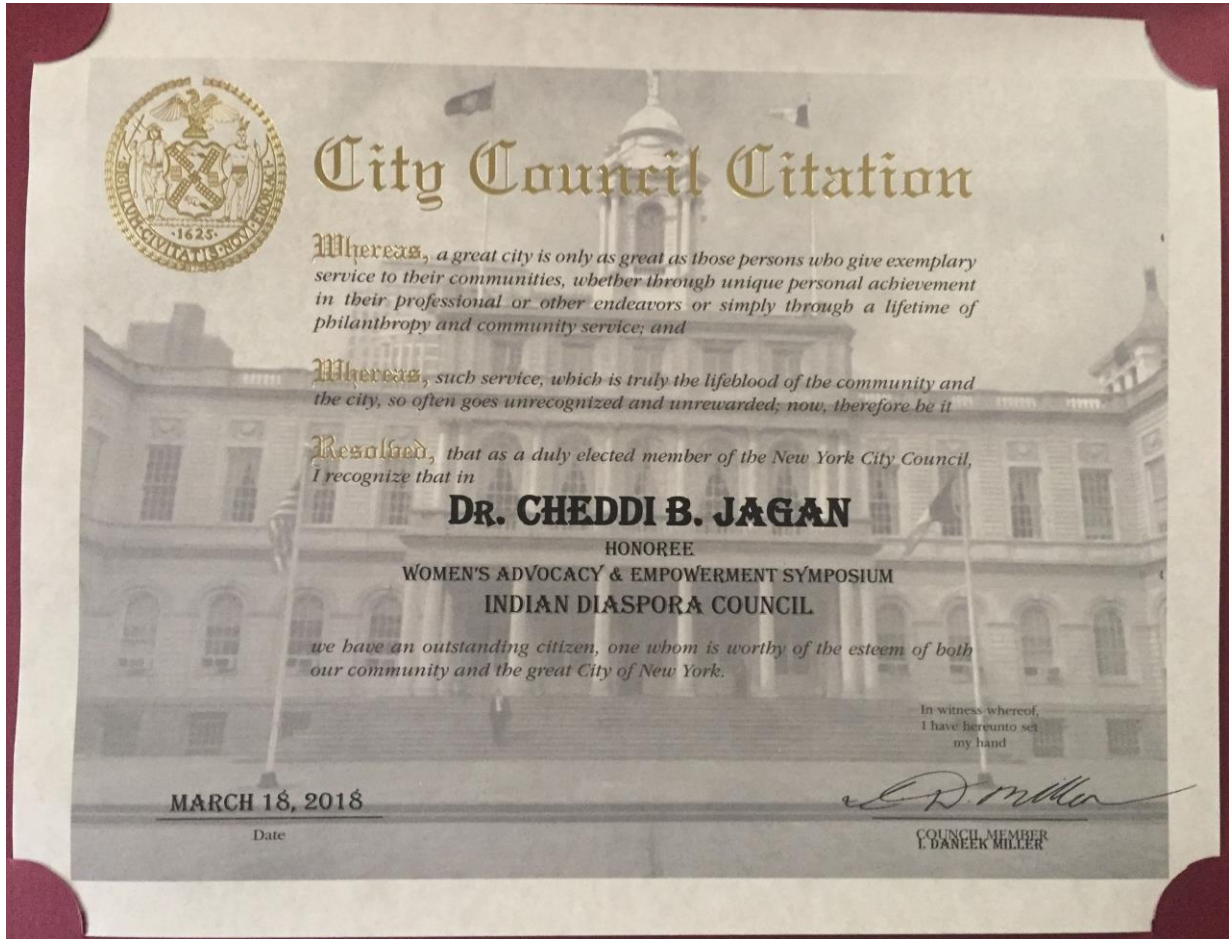 City Council Citation
SIGILLUM·CIVITATIS·NOVI·EBORACI
·1625·
Whereas, a great city is only as great as those persons who give exemplary
service to their communities, whether through unique personal achievement
in their professional or other endeavors or simply through a lifetime of
philanthropy and community service; and
Whereas, such service, which is truly the lifeblood of the community and
the city, so often goes unrecognized and unrewarded; now, therefore be it
Resolved, that as a duly elected member of the New York City Council,
I recognize that in
DR. CHEDDI B. JAGAN
HONOREE
WOMEN'S ADVOCACY & EMPOWERMENT SYMPOSIUM
INDIAN DIASPORA COUNCIL
we have an outstanding citizen, one whom is worthy of the esteem of both
our community and the great City of New York.
In witness whereof,
I have hereunto set
my hand
MARCH 18, 2018
Date
I. D. Miller
COUNCIL MEMBER
I. DANEEK MILLER